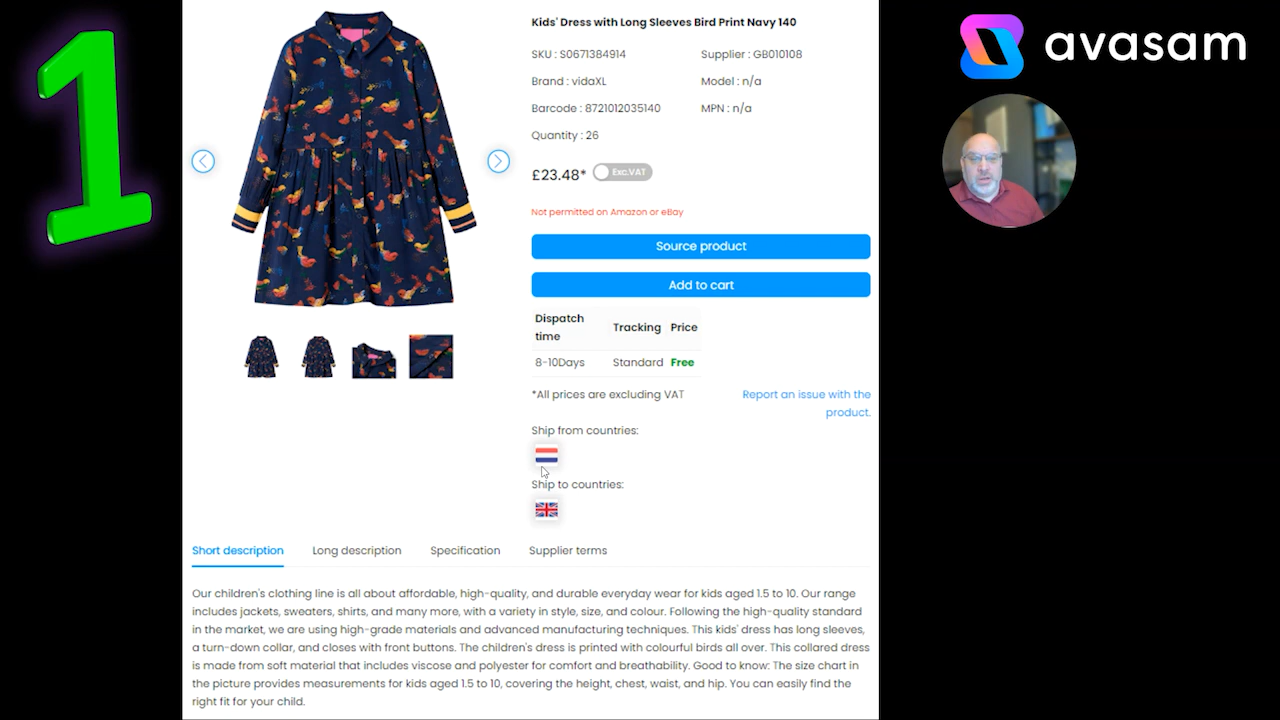 1
avasam
Kids' Dress with Long Sleeves Bird Print Navy 140
SKU : S0671384914
Supplier : GB010108
Brand : vidaXL
Model : n/a
Barcode : 8721012035140
MPN : n/a
Quantity : 26
£23.48*
Exc.VAT
Not permitted on Amazon or eBay
Source product
Add to cart
Dispatch time
Tracking
Price
8-10Days
Standard
Free
*All prices are excluding VAT
Report an issue with the
product.
Ship from countries:
Ship to countries:
Short description
Long description
Specification
Supplier terms
Our children's clothing line is all about affordable, high-quality, and durable everyday wear for kids aged 1.5 to 10. Our range
includes jackets, sweaters, shirts, and many more, with a variety in style, size, and colour. Following the high-quality standard
in the market, we are using high-grade materials and advanced manufacturing techniques. This kids' dress has long sleeves,
a turn-down collar, and closes with front buttons. The children's dress is printed with colourful birds all over. This collared dress
is made from soft material that includes viscose and polyester for comfort and breathability. Good to know: The size chart in
the picture provides measurements for kids aged 1.5 to 10, covering the height, chest, waist, and hip. You can easily find the
right fit for your child.